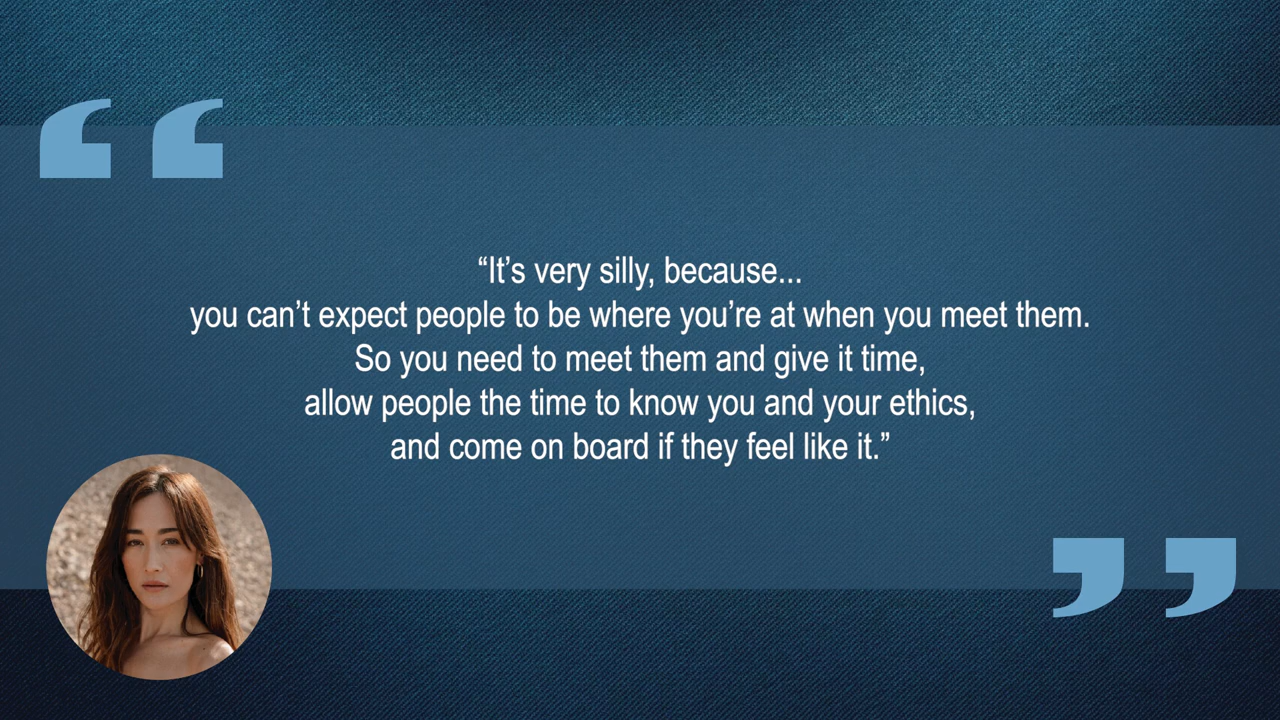 “It’s very silly, because...
you can’t expect people to be where you’re at when you meet them.
So you need to meet them and give it time,
allow people the time to know you and your ethics,
and come on board if they feel like it.”